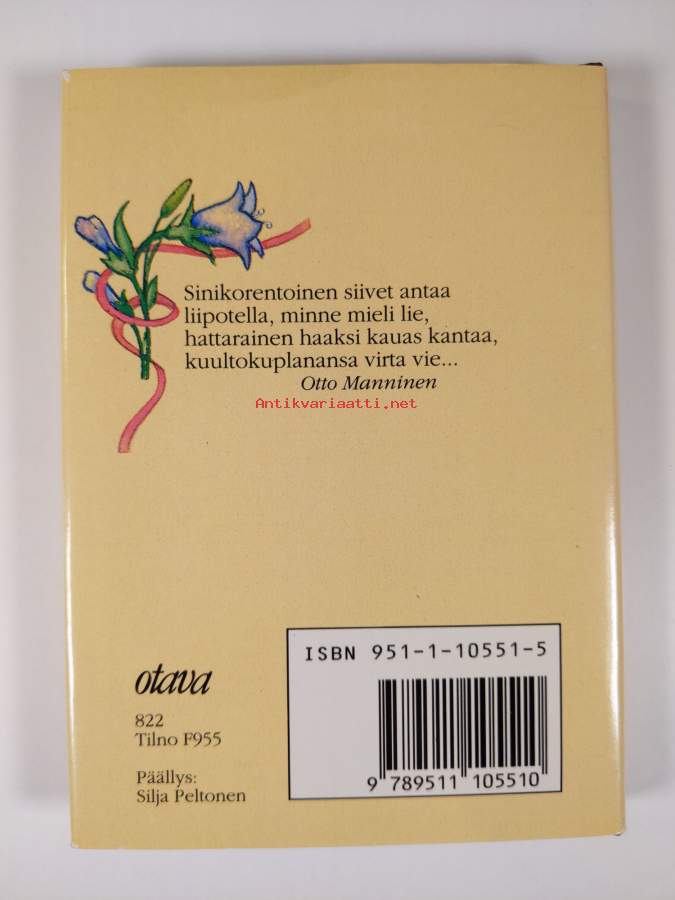 Sinikorentoinen siivet antaa
liipotella, minne mieli lie,
hattarainen haaksi kauas kantaa,
kuultokuplanansa virta vie...
Otto Manninen
Antikvariaatti.net
otava
822
Tilno F955
Päällys:
Silja Peltonen
ISBN 951-1-10551-5
9 789511 105510